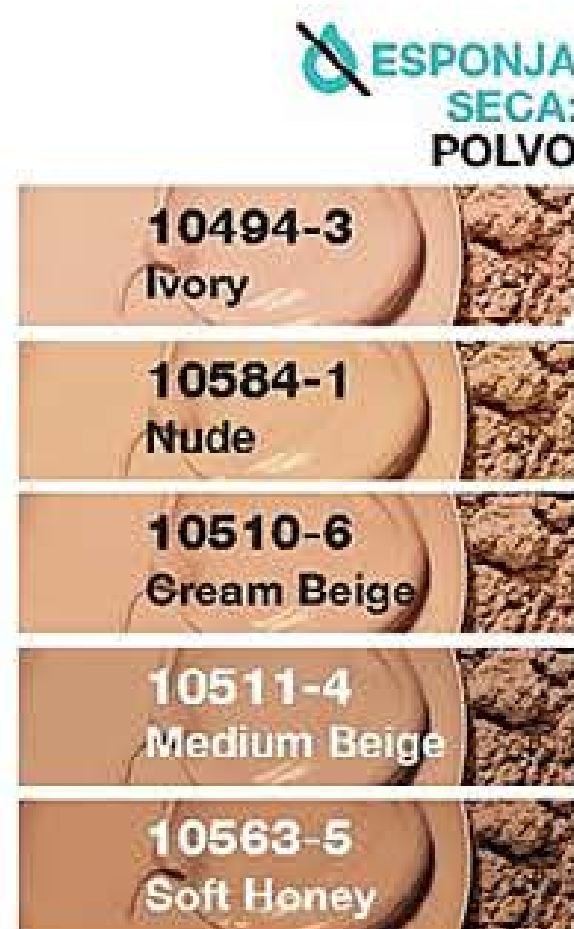 ESPONJA
SECA:
POLVO
10494-3
Ivory
10584-1
Nude
10510-6
Cream Beige
10511-4
Medium Beige
10563-5
Soft Honey